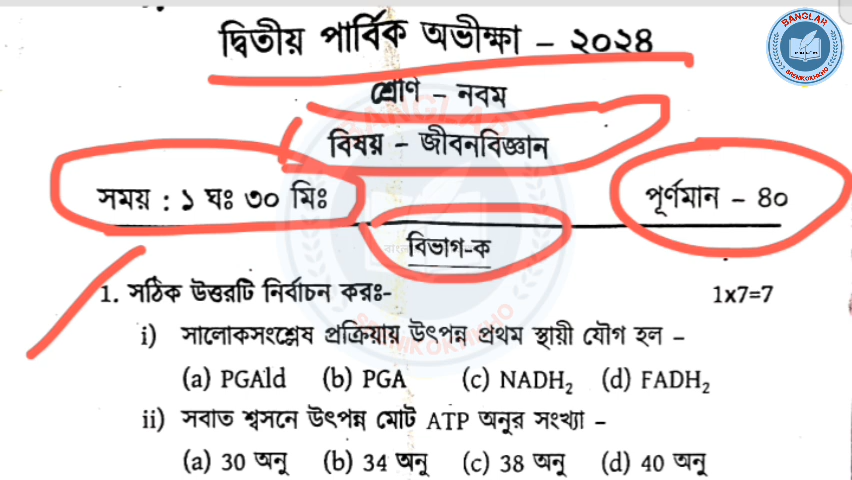 দ্বিতীয় পার্বিক অভীক্ষা – ২০২৪
শ্রেণি – নবম
বিষয় – জীবনবিজ্ঞান
সময় : ১ ঘঃ ৩০ মিঃ পূর্ণমান – 8০
বিভাগ-ক
1. সঠিক উত্তরটি নির্বাচন করঃ- 1x7=7
i) সালোকসংশ্লেষ প্রক্রিয়ায় উৎপন্ন প্রথম স্থায়ী যৌগ হল –
(a) PGAld (b) PGA (c) NADH₂ (d) FADH₂
ii) সবাত শ্বসনে উৎপন্ন মোট ATP অনুর সংখ্যা –
(a) 30 অনু (b) 34 অনু (c) 38 অনু (d) 40 অনু
BANGLAR
SHENIKOKMOHO